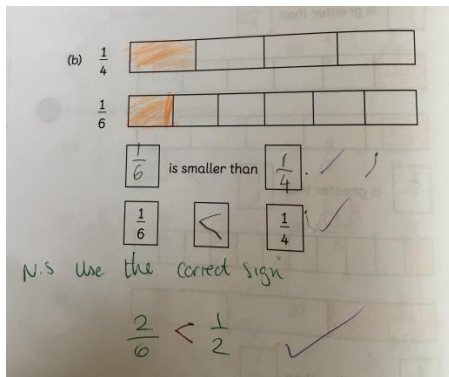 (b) 1/4
1/6
1/6 is smaller than 1/4.
1/6 < 1/4
N.S Use the correct sign
2/6 < 1/2